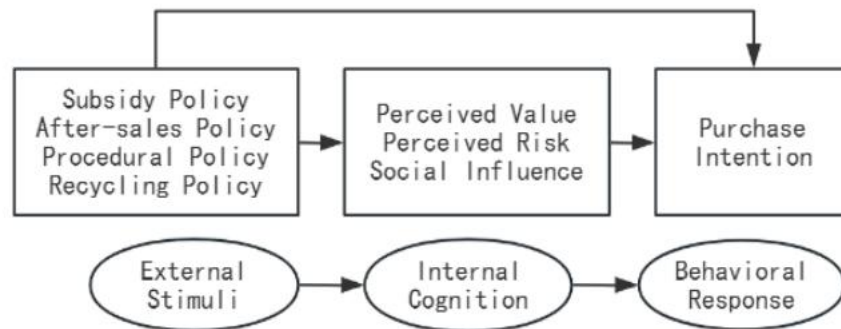 Subsidy Policy
After-sales Policy
Procedural Policy
Recycling Policy
Perceived Value
Perceived Risk
Social Influence
Purchase
Intention
External
Stimuli
Internal
Cognition
Behavioral
Response